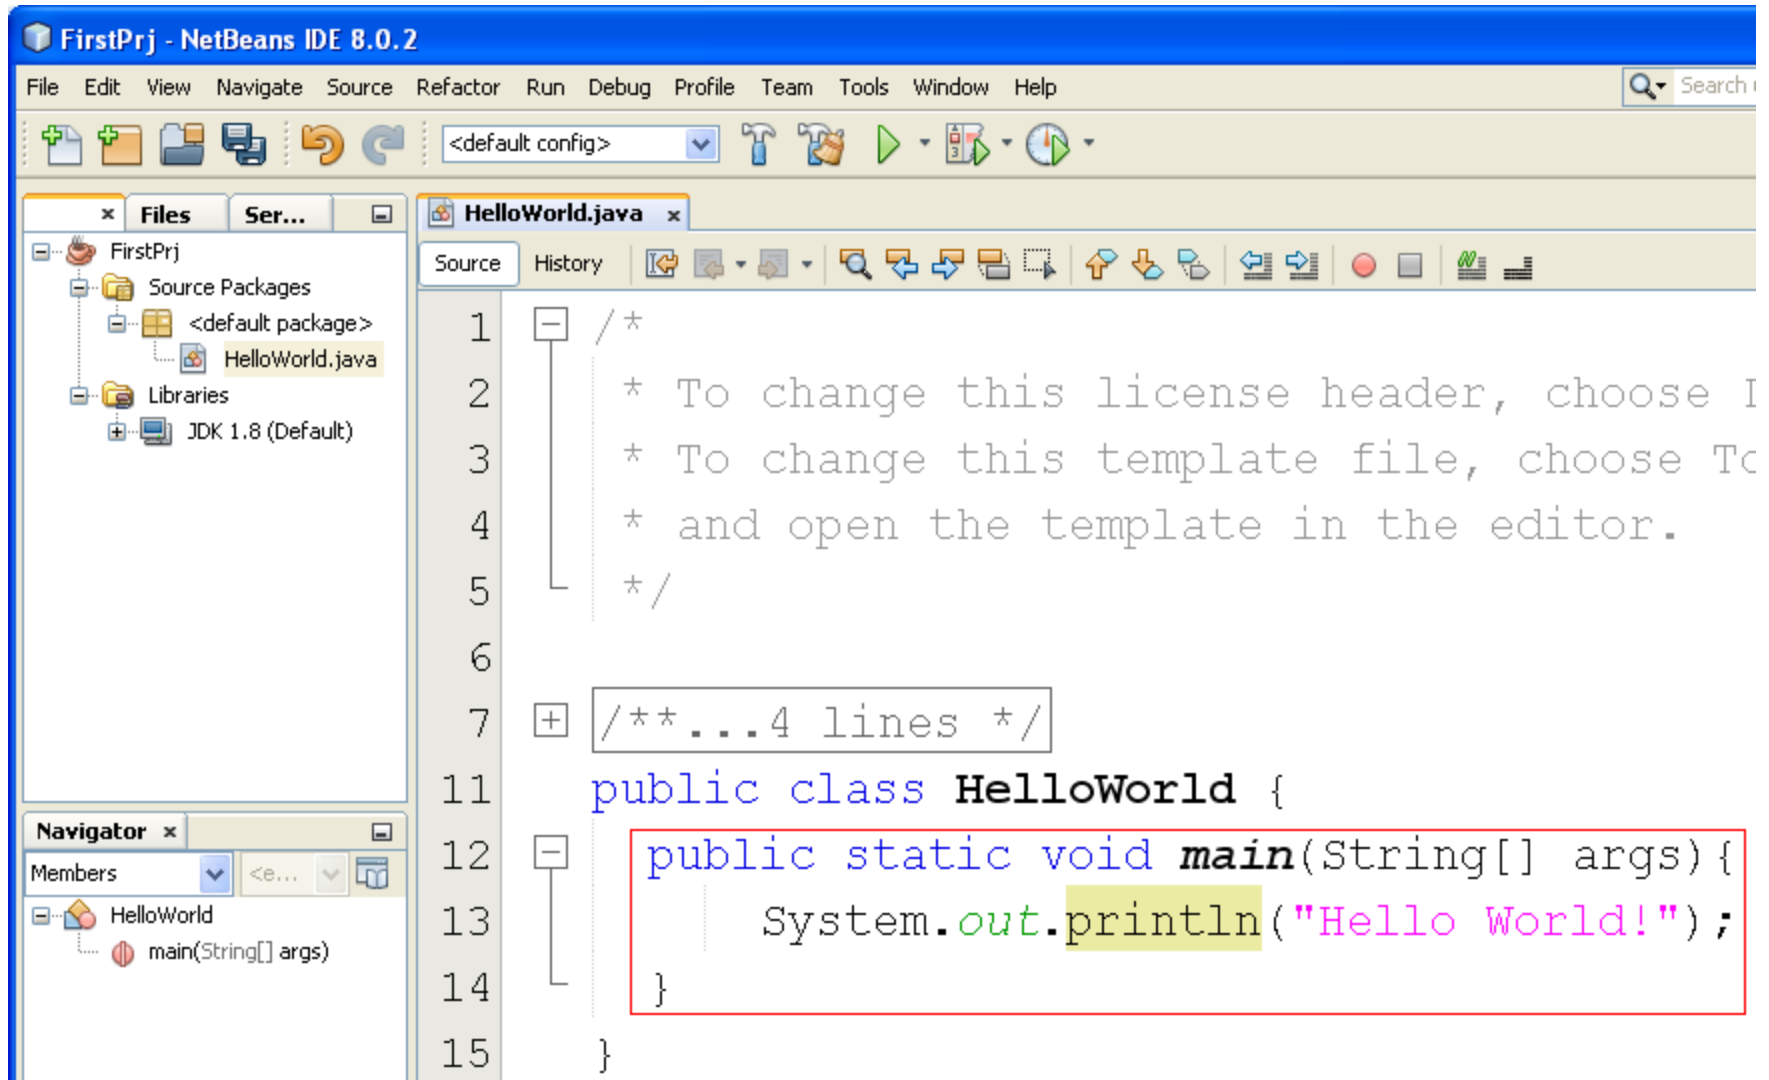 FirstPrj - NetBeans IDE 8.0.2
File Edit View Navigate Source Refactor Run Debug Profile Team Tools Window Help
Search
<default config>
Files Ser...
FirstPrj
Source Packages
<default package>
HelloWorld.java
Libraries
JDK 1.8 (Default)
Navigator
Members <e...
HelloWorld
main(String[] args)
HelloWorld.java
Source History
1 /*
2 * To change this license header, choose
3 * To change this template file, choose To
4 * and open the template in the editor.
5 */
6
7 /**...4 lines */
11 public class HelloWorld {
12 public static void main(String[] args){
13 System.out.println("Hello World!");
14 }
15 }